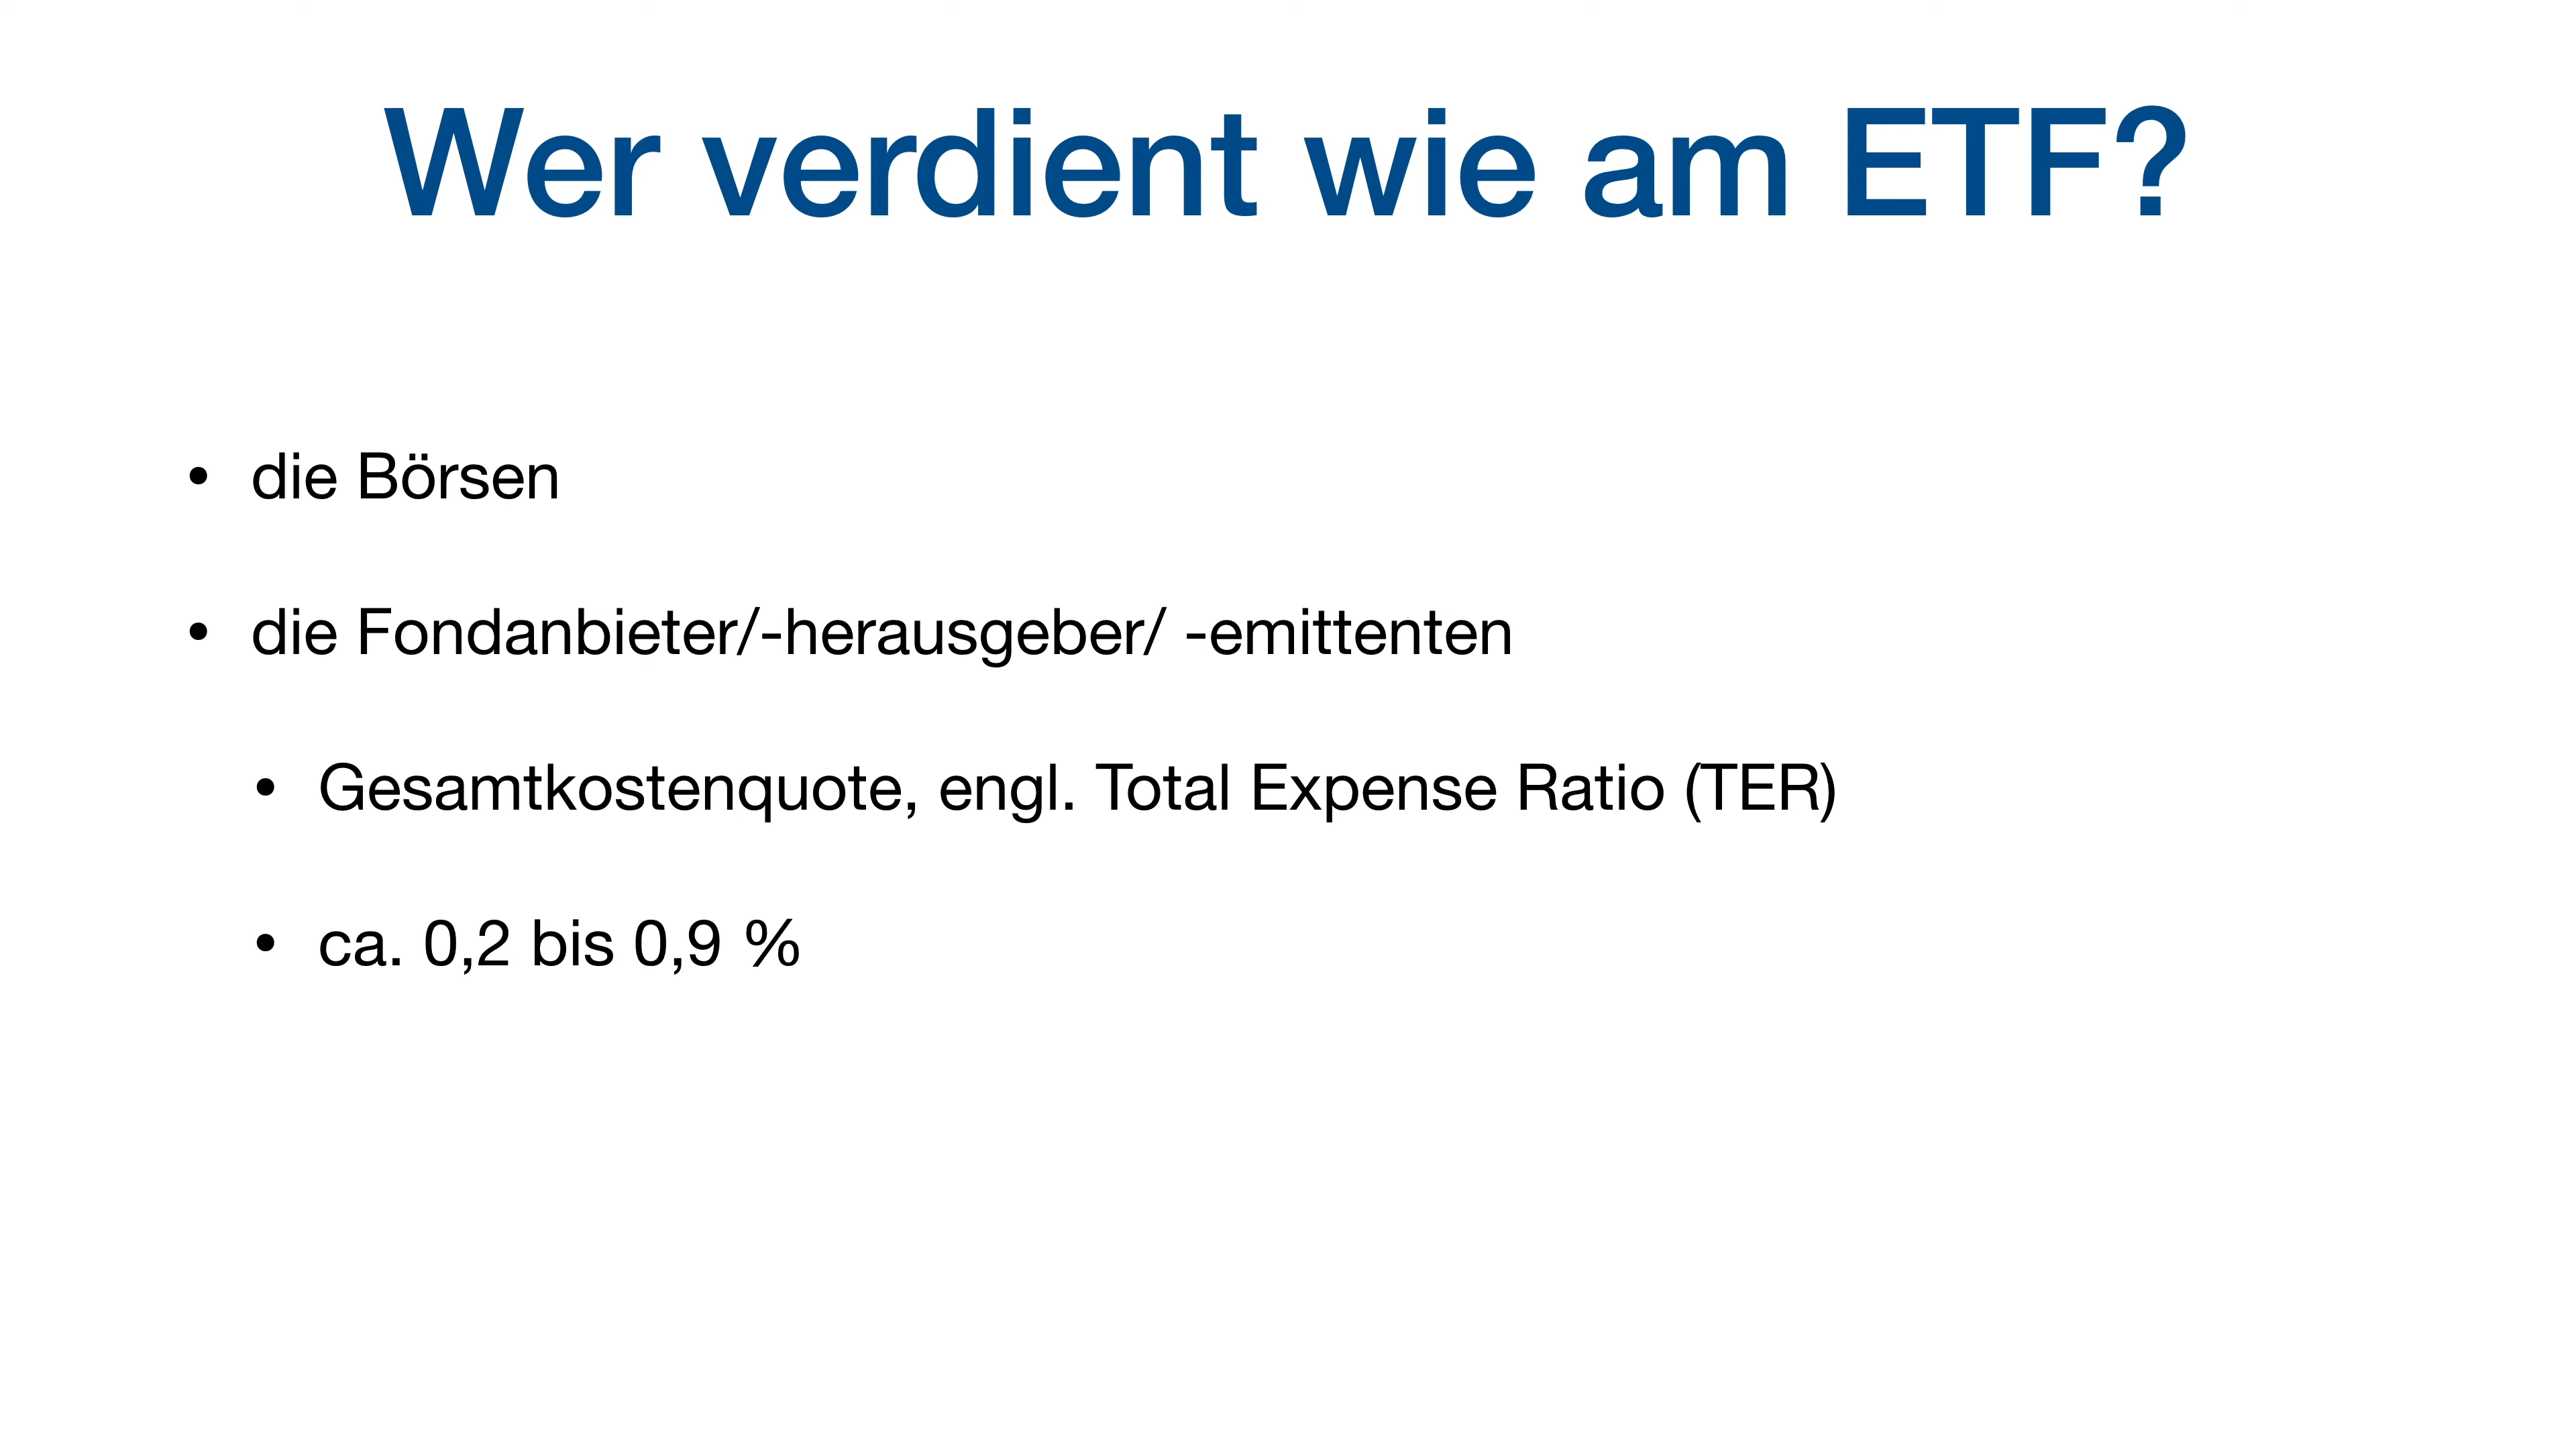 Wer verdient wie am ETF?
• die Börsen
• die Fondanbieter/-herausgeber/ -emittenten
• Gesamtkostenquote, engl. Total Expense Ratio (TER)
• ca. 0,2 bis 0,9 %